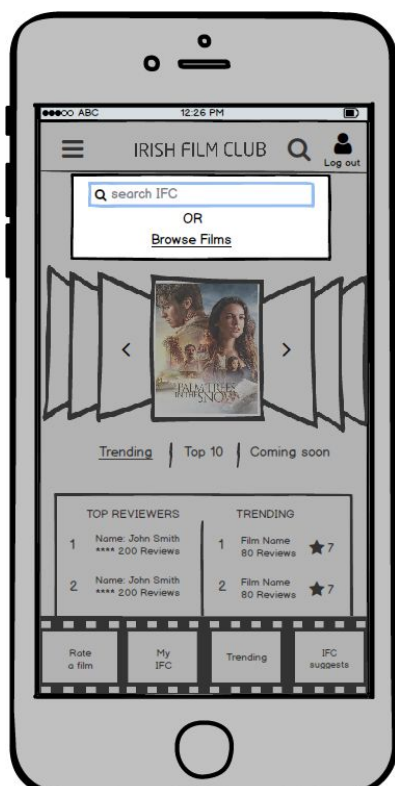 ABC 12:26 PM
IRISH FILM CLUB
Log out
search IFC
OR
Browse Films
PALM TREES
IN THE SNOW
Trending | Top 10 | Coming soon
TOP REVIEWERS
1 Name: John Smith
**** 200 Reviews
2 Name: John Smith
**** 200 Reviews
TRENDING
1 Film Name
80 Reviews ★ 7
2 Film Name
80 Reviews ★ 7
Rate
a film
My
IFC
Trending
IFC
suggests